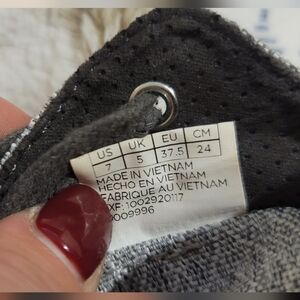 US UK EU CM
7 5 37.5 24
MADE IN VIETNAM
HECHO EN VIETNAM
FABRIQUE AU VIETNAM
EXF: 1002920117
0009996